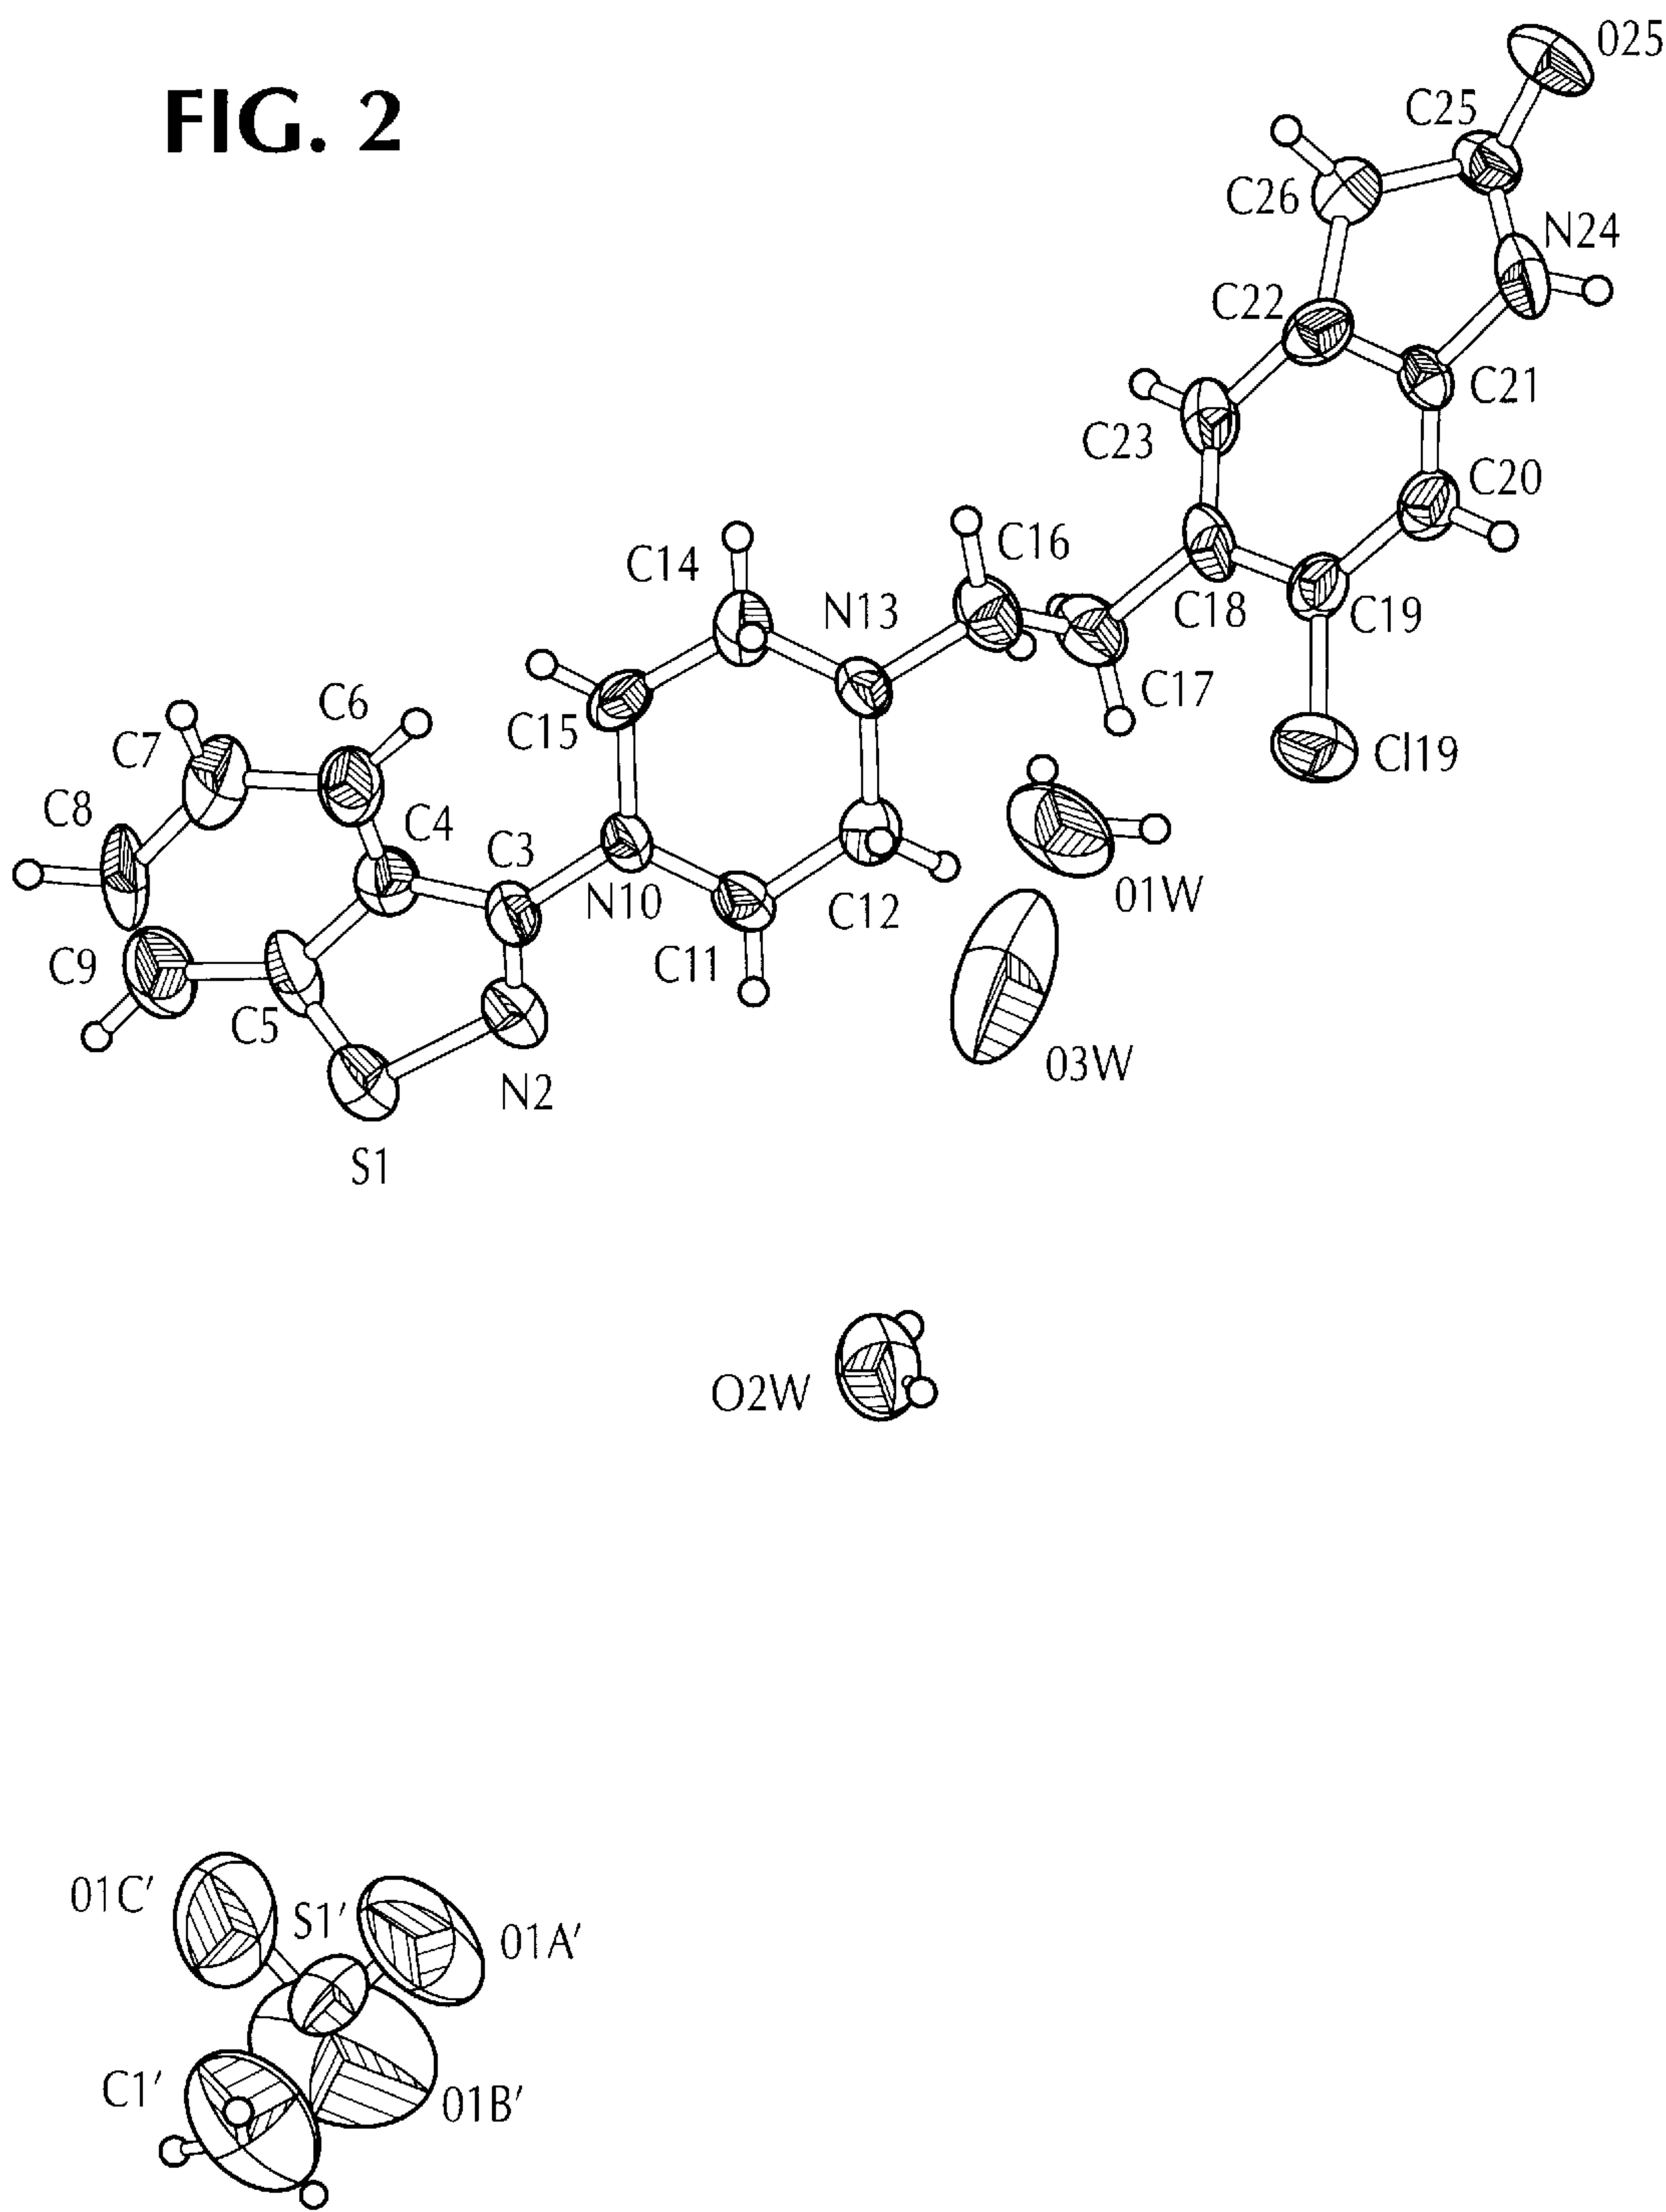 FIG. 2
O25
C25
C26
N24
C22
C21
C23
C20
C16
C14
N13
C18
C19
C17
C6
C15
C7
Cl19
C8
C4
C3
N10
C12
O1W
C11
C9
C5
O3W
N2
S1
O2W
O1C′
S1′
O1A′
C1′
O1B′